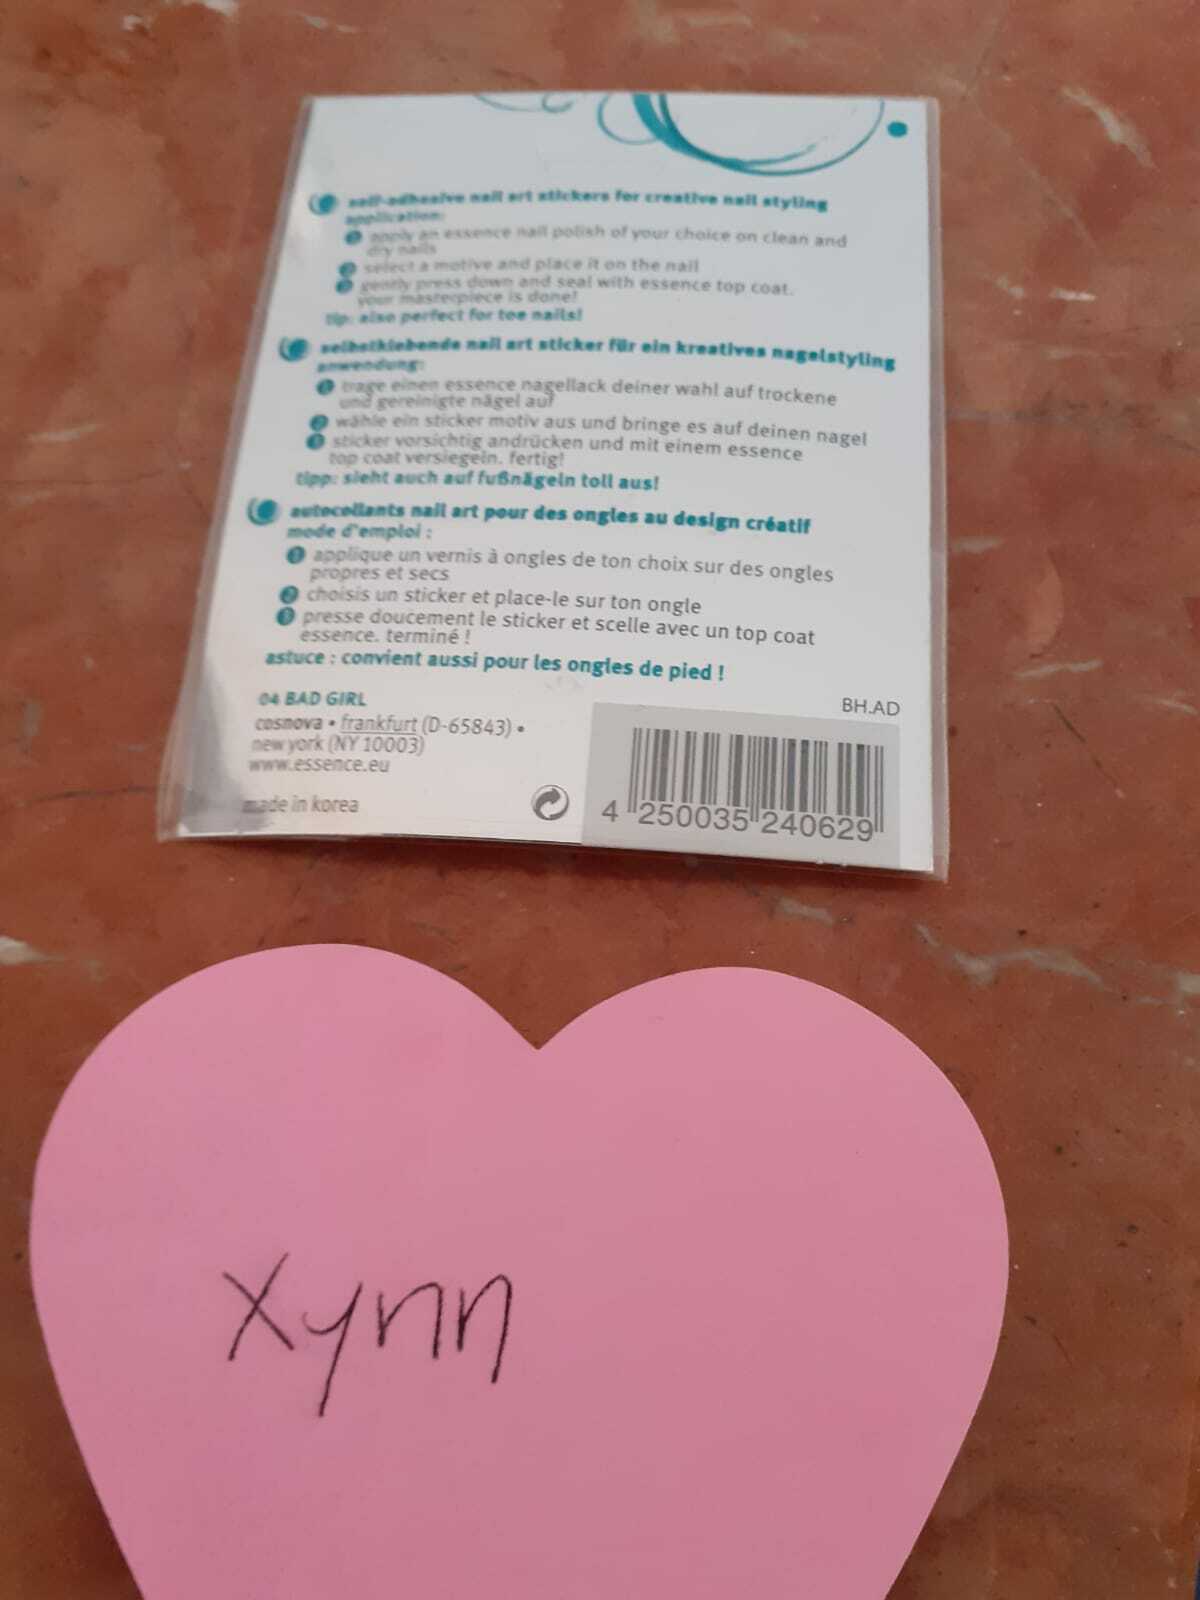 self-adhesive nail art stickers for creative nail styling
application:
1 apply an essence nail polish of your choice on clean and
dry nails
2 select a motive and place it on the nail
3 gently press down and seal with essence top coat.
your masterpiece is done!
tip: also perfect for toe nails!
selbstklebende nail art sticker für ein kreatives nagelstyling
anwendung:
1 trage einen essence nagellack deiner wahl auf trockene
und gereinigte nägel auf
2 wähle ein sticker motiv aus und bringe es auf deinen nagel
3 sticker vorsichtig andrücken und mit einem essence
top coat versiegeln. fertig!
tipp: sieht auch auf fußnägeln toll aus!
autocollants nail art pour des ongles au design créatif
mode d'emploi :
1 applique un vernis à ongles de ton choix sur des ongles
propres et secs
2 choisis un sticker et place-le sur ton ongle
3 presse doucement le sticker et scelle avec un top coat
essence. terminé !
astuce : convient aussi pour les ongles de pied !
04 BAD GIRL
cosnova • frankfurt (D-65843) •
new york (NY 10003)
www.essence.eu
made in korea
BH.AD
4 250035 240629
Xynn